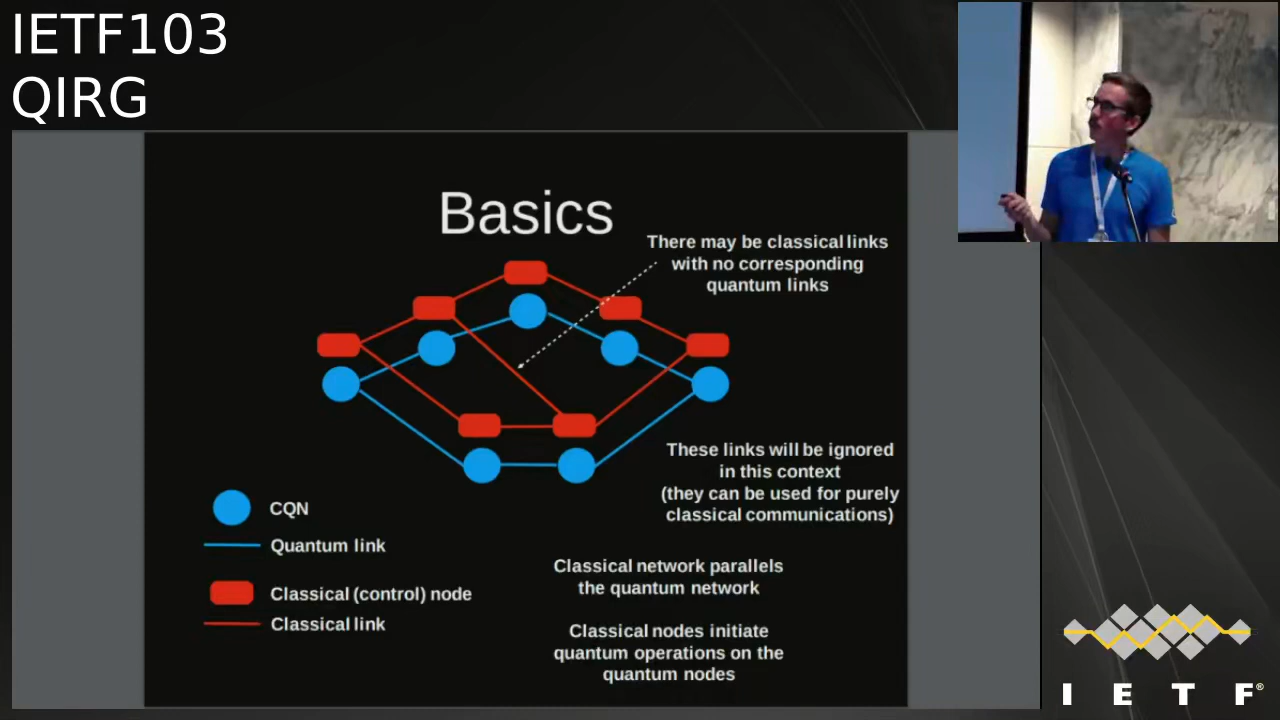 IETF103
QIRG
Basics
There may be classical links
with no corresponding
quantum links
These links will be ignored
in this context
(they can be used for purely
classical communications)
CQN
Quantum link
Classical (control) node
Classical link
Classical network parallels
the quantum network
Classical nodes initiate
quantum operations on the
quantum nodes
I E T F®